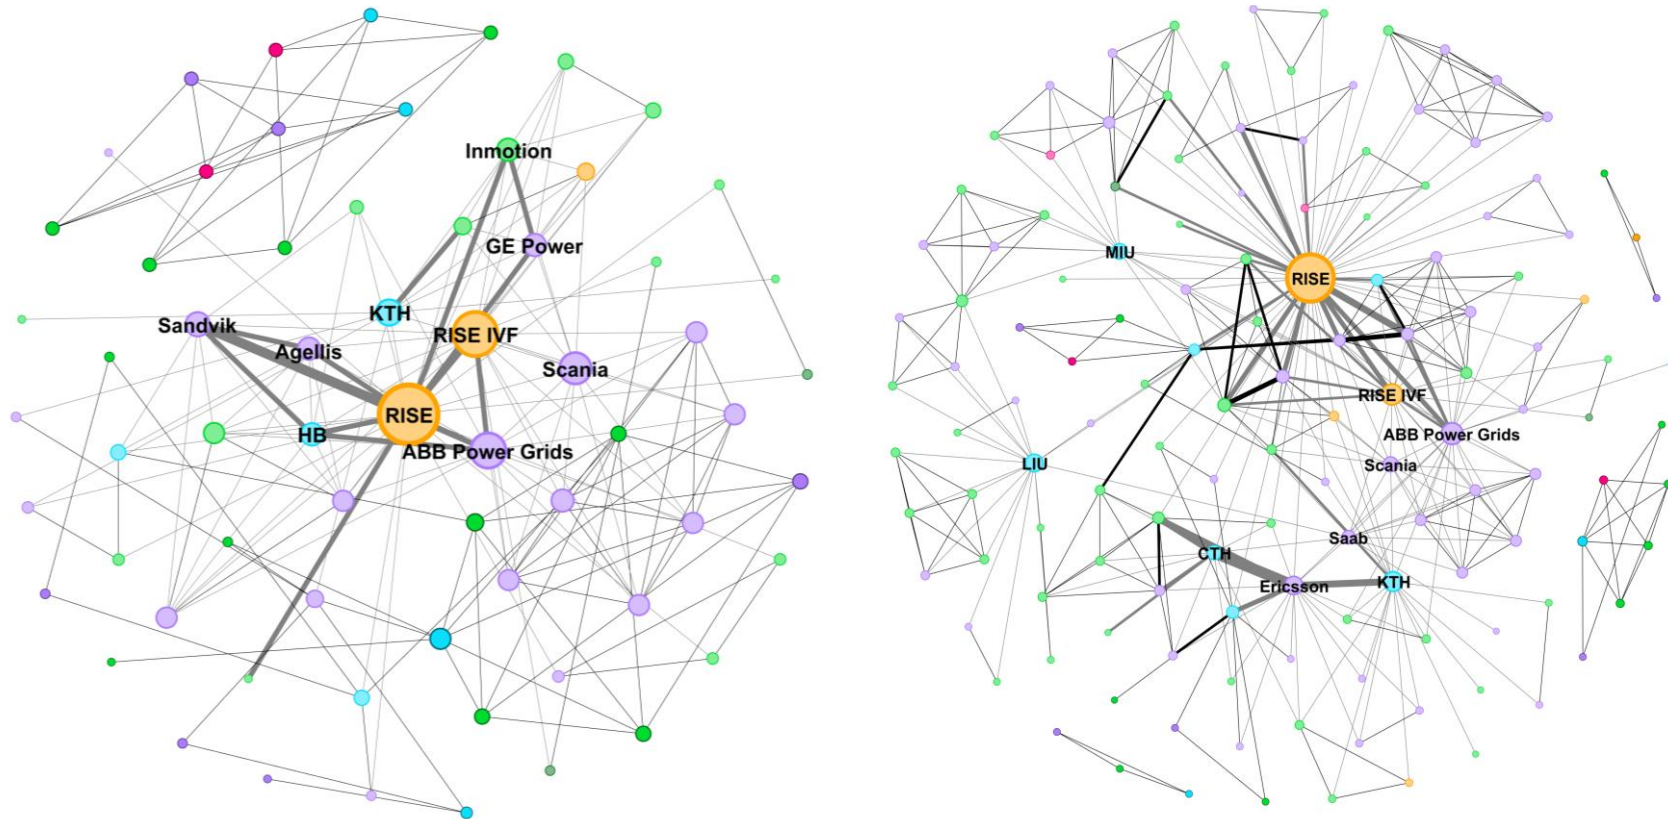 Inmotion
GE Power
KTH
Sandvik
RISE IVF
Agellis
Scania
RISE
HB
ABB Power Grids
MIU
RISE
RISE IVF
ABB Power Grids
Scania
LIU
Saab
CTH
Ericsson
KTH